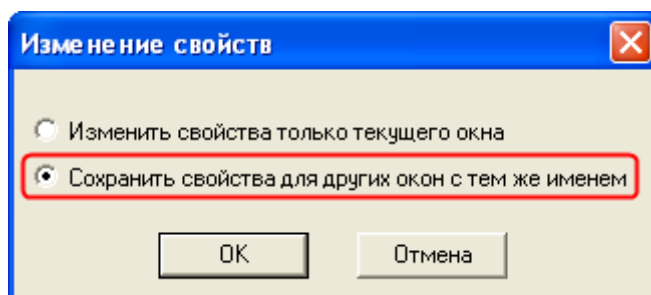 Изменение свойств
Изменить свойства только текущего окна
Сохранить свойства для других окон с тем же именем
OK
Отмена